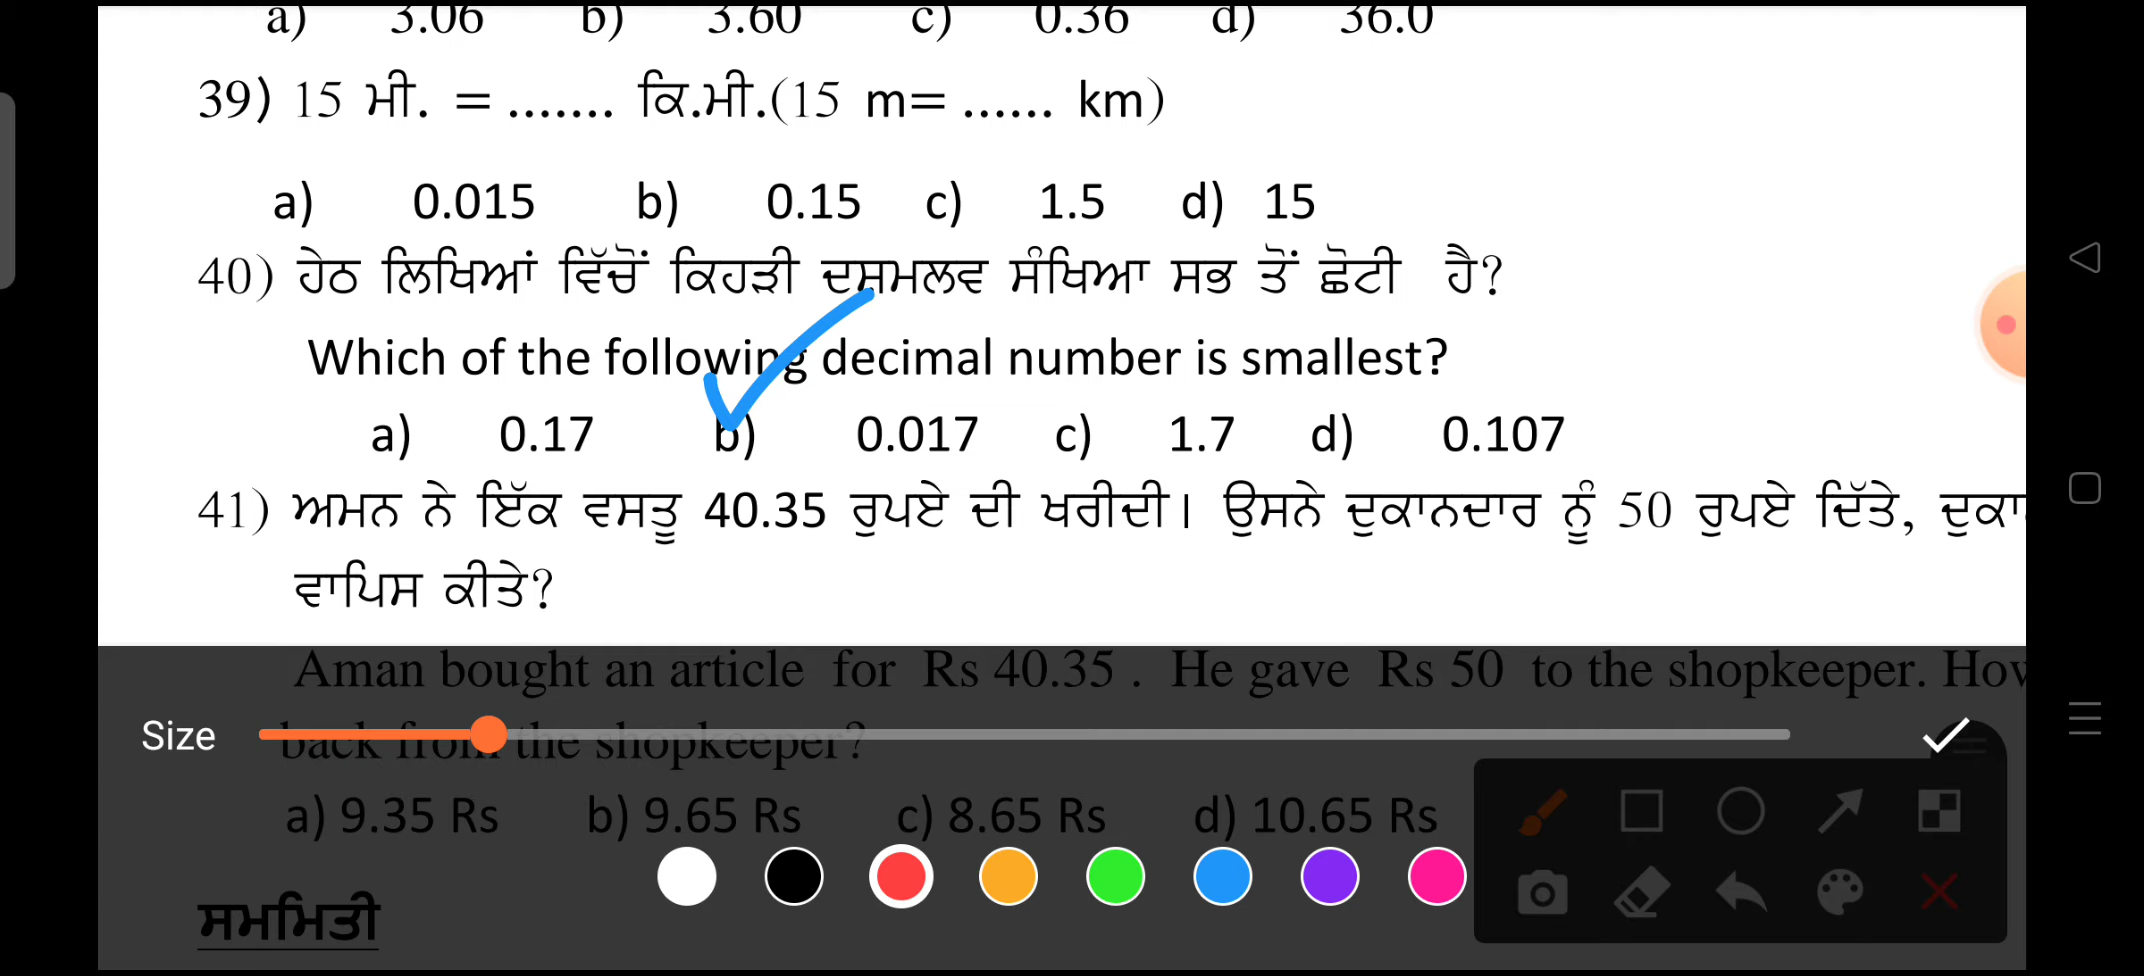 a) 3.06 b) 3.60 c) 0.36 d) 36.0
39) 15 ਮੀ. = ....... ਕਿ.ਮੀ.(15 m= ...... km)
a) 0.015 b) 0.15 c) 1.5 d) 15
40) ਹੇਠ ਲਿਖਿਆਂ ਵਿੱਚੋਂ ਕਿਹੜੀ ਦਸ਼ਮਲਵ ਸੰਖਿਆ ਸਭ ਤੋਂ ਛੋਟੀ ਹੈ?
Which of the following decimal number is smallest?
a) 0.17 b) 0.017 c) 1.7 d) 0.107
41) ਅਮਨ ਨੇ ਇੱਕ ਵਸਤੂ 40.35 ਰੁਪਏ ਦੀ ਖਰੀਦੀ। ਉਸਨੇ ਦੁਕਾਨਦਾਰ ਨੂੰ 50 ਰੁਪਏ ਦਿੱਤੇ,
ਵਾਪਿਸ ਕੀਤੇ?
Aman bought an article for Rs 40.35 . He gave Rs 50 to the shopkeeper.
Size
back from the shopkeeper?
a) 9.35 Rs b) 9.65 Rs c) 8.65 Rs d) 10.65 Rs
ਸਮਮਿਤੀ